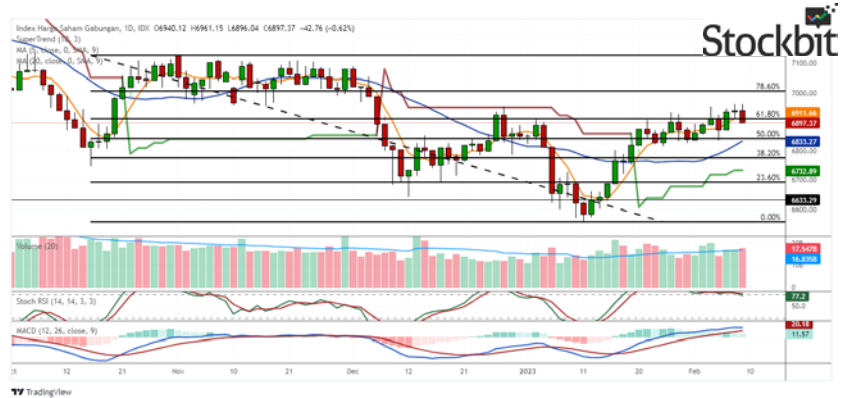 Stockbit
Index Harga Saham Gabungan, 1D, IDX O6940.12 H6961.15 L6896.04 C6897.37 -42.76 (-0.62%)
SuperTrend (10, 3)
MA (5, close, 0, SMA, 9)
MA (20, close, 0, SMA, 9)
7100.00
78.60%
7000.00
61.80%
6911.66
6897.37
50.00%
6833.27
6800.00
38.20%
6732.89
23.60%
6700.00
6633.29
6600.00
0.00%
Volume (20)
17.547B
16.835B
0
Stoch RSI (14, 14, 3, 3)
77.2
50.0
MACD (12, 26, close, 9)
20.18
11.57
12 21 Nov 10 21 Dec 12 21 2023 11 20 Feb 10
TradingView